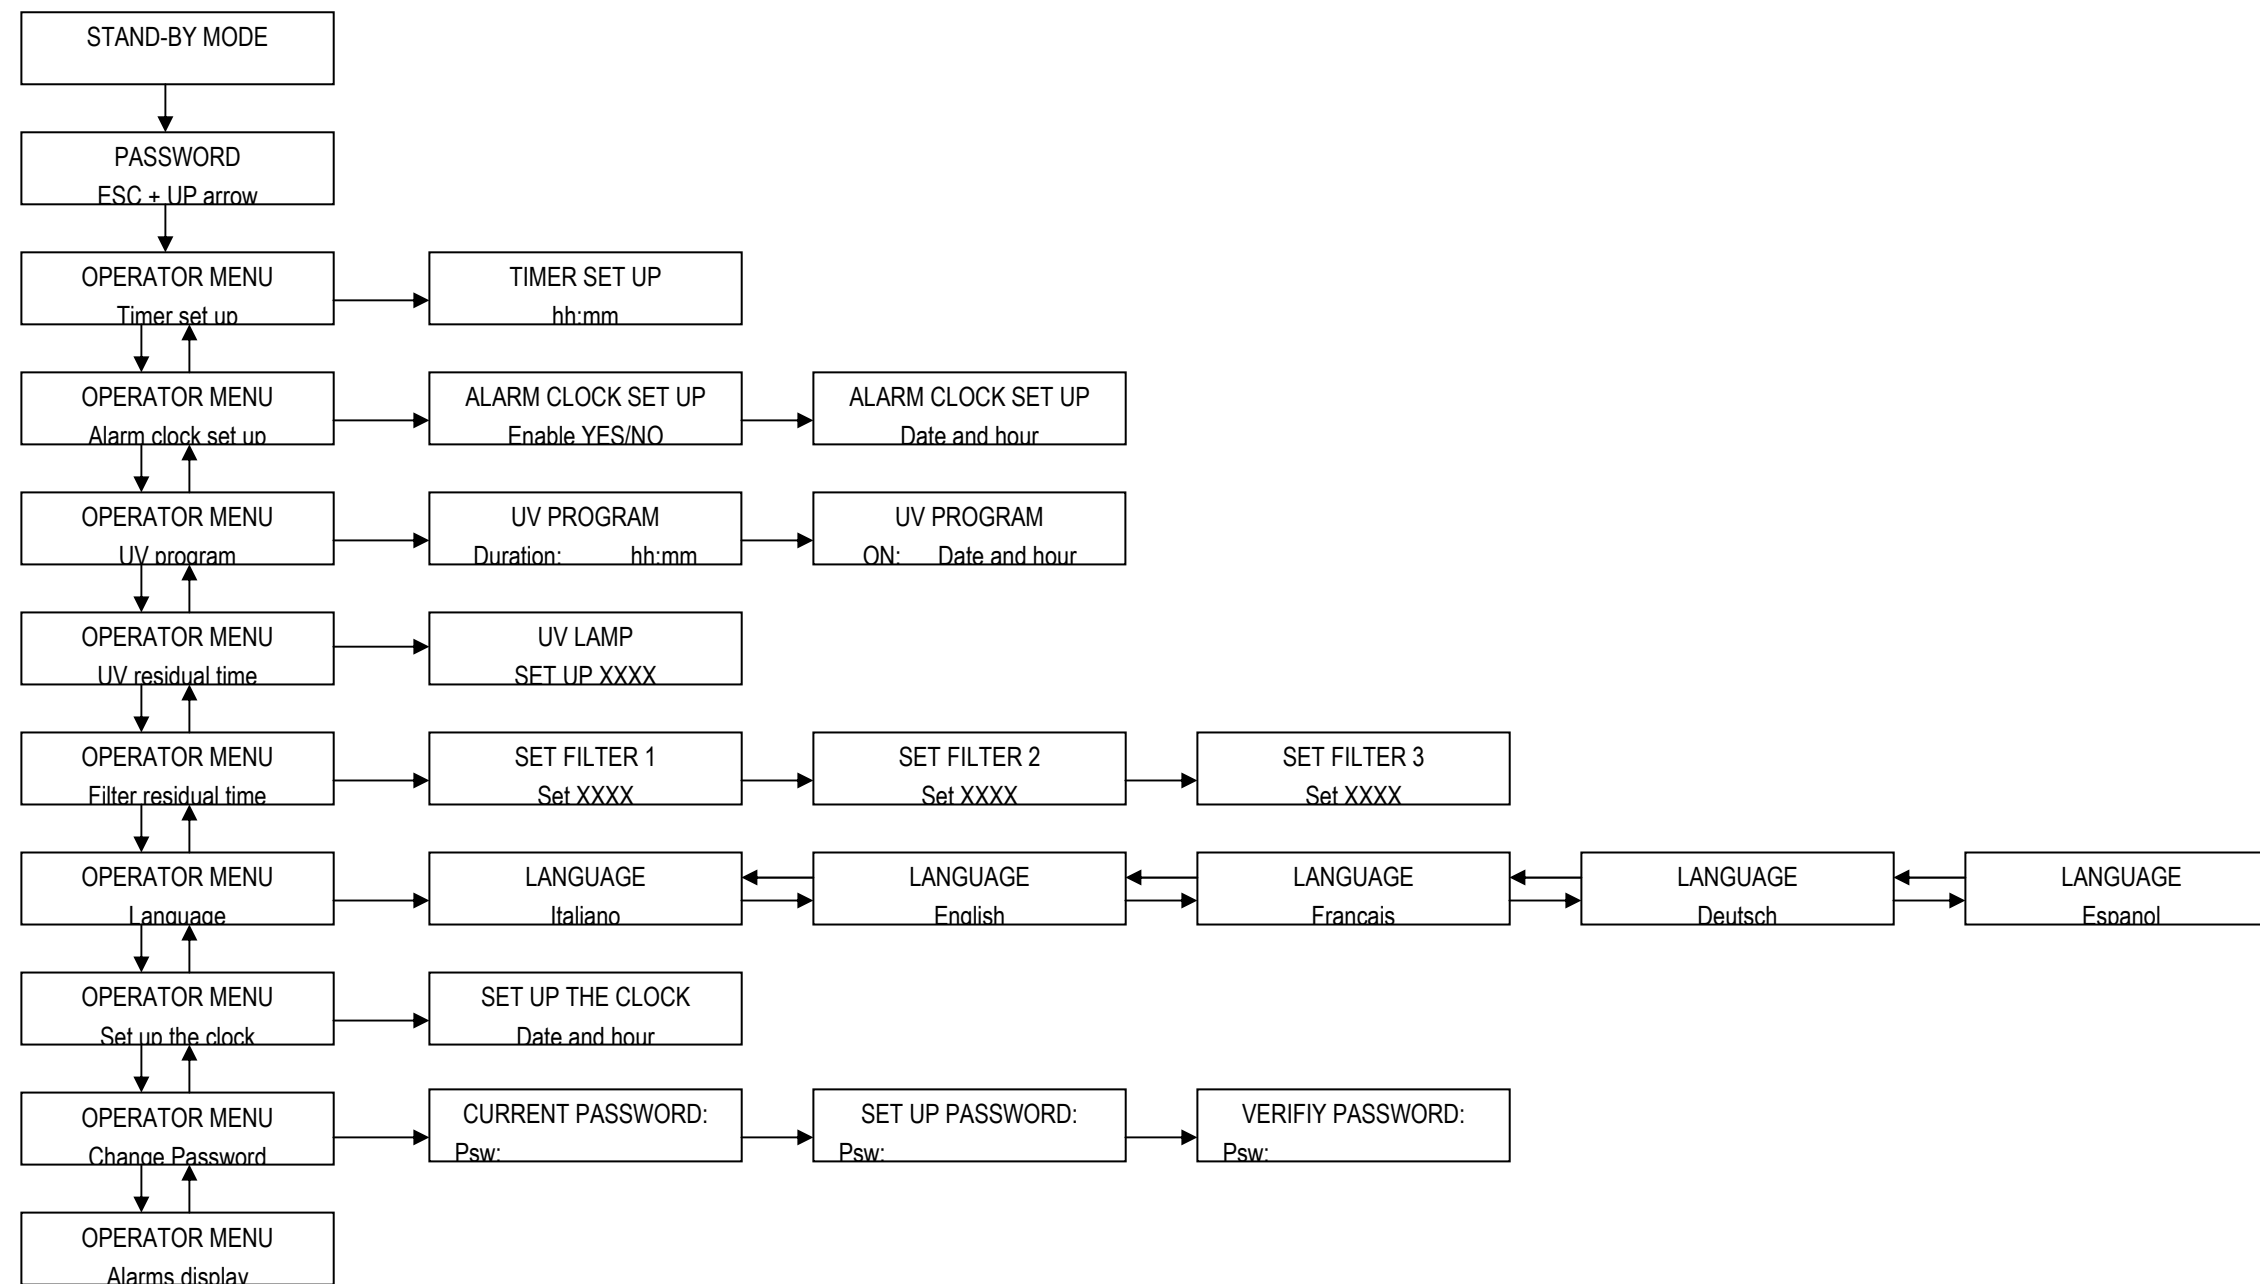 STAND-BY MODE
PASSWORD
ESC + UP arrow
OPERATOR MENU
Timer set up
TIMER SET UP
hh:mm
OPERATOR MENU
Alarm clock set up
ALARM CLOCK SET UP
Enable YES/NO
ALARM CLOCK SET UP
Date and hour
OPERATOR MENU
UV program
UV PROGRAM
Duration: hh:mm
UV PROGRAM
ON: Date and hour
OPERATOR MENU
UV residual time
UV LAMP
SET UP XXXX
OPERATOR MENU
Filter residual time
SET FILTER 1
Set XXXX
SET FILTER 2
Set XXXX
SET FILTER 3
Set XXXX
OPERATOR MENU
Language
LANGUAGE
Italiano
LANGUAGE
English
LANGUAGE
Francais
LANGUAGE
Deutsch
LANGUAGE
Espanol
OPERATOR MENU
Set up the clock
SET UP THE CLOCK
Date and hour
OPERATOR MENU
Change Password
CURRENT PASSWORD:
Psw:
SET UP PASSWORD:
Psw:
VERIFIY PASSWORD:
Psw:
OPERATOR MENU
Alarms display